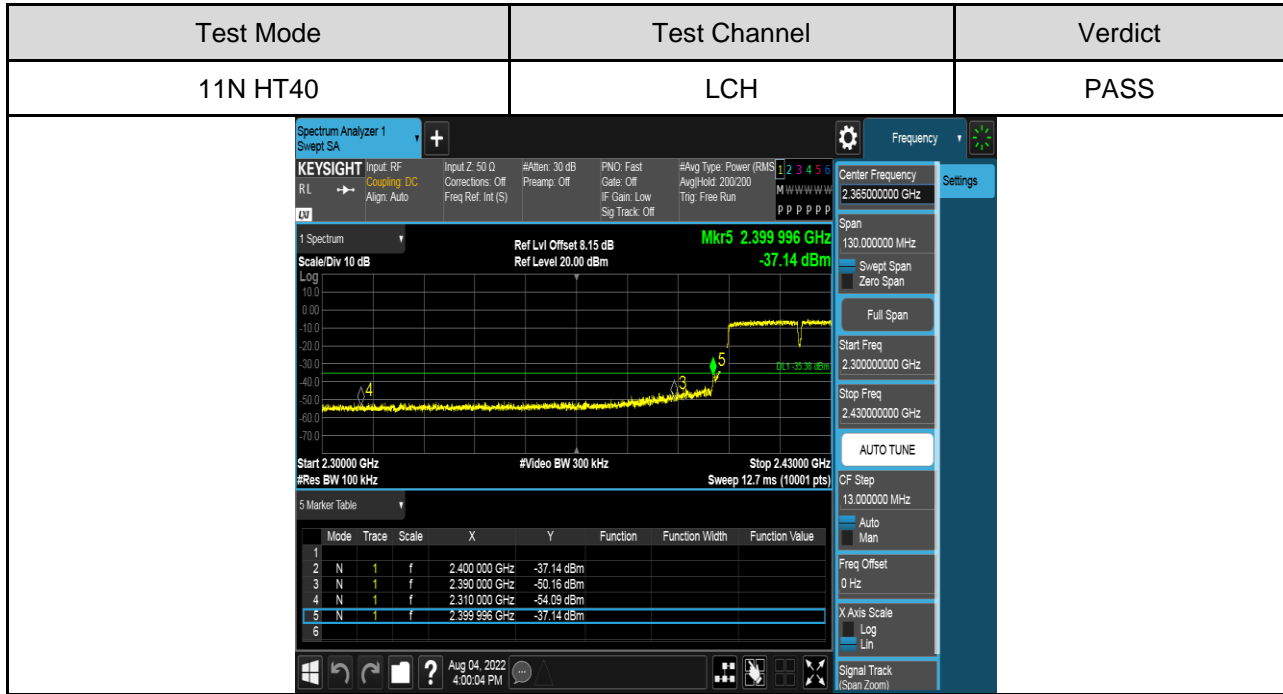 Test Mode Test Channel Verdict
11N HT40 LCH PASS
Spectrum Analyzer 1
Swept SA
+
Frequency
KEYSIGHT
RL
LXI
Input: RF
Coupling: DC
Align: Auto
Input Z: 50 Ω
Corrections: Off
Freq Ref: Int (S)
#Atten: 30 dB
Preamp: Off
PNO: Fast
Gate: Off
IF Gain: Low
Sig Track: Off
#Avg Type: Power (RMS
Avg|Hold: 200/200
Trig: Free Run
1 2 3 4 5 6
M W W W W W
P P P P P P
Center Frequency
2.365000000 GHz
Settings
1 Spectrum
Scale/Div 10 dB
Ref Lvl Offset 8.15 dB
Ref Level 20.00 dBm
Mkr5 2.399 996 GHz
-37.14 dBm
Log
10.0
0.00
-10.0
-20.0
-30.0
-40.0
-50.0
-60.0
-70.0
4
3
5
DL1 -35.36 dBm
Start 2.30000 GHz
#Res BW 100 kHz
#Video BW 300 kHz
Stop 2.43000 GHz
Sweep 12.7 ms (10001 pts)
Span
130.000000 MHz
Swept Span
Zero Span
Full Span
Start Freq
2.300000000 GHz
Stop Freq
2.430000000 GHz
AUTO TUNE
CF Step
13.000000 MHz
Auto
Man
Freq Offset
0 Hz
X Axis Scale
Log
Lin
Signal Track
(Span Zoom)
5 Marker Table
Mode Trace Scale X Y Function Function Width Function Value
1
2 N 1 f 2.400 000 GHz -37.14 dBm
3 N 1 f 2.390 000 GHz -50.16 dBm
4 N 1 f 2.310 000 GHz -54.09 dBm
5 N 1 f 2.399 996 GHz -37.14 dBm
6
?
Aug 04, 2022
4:00:04 PM